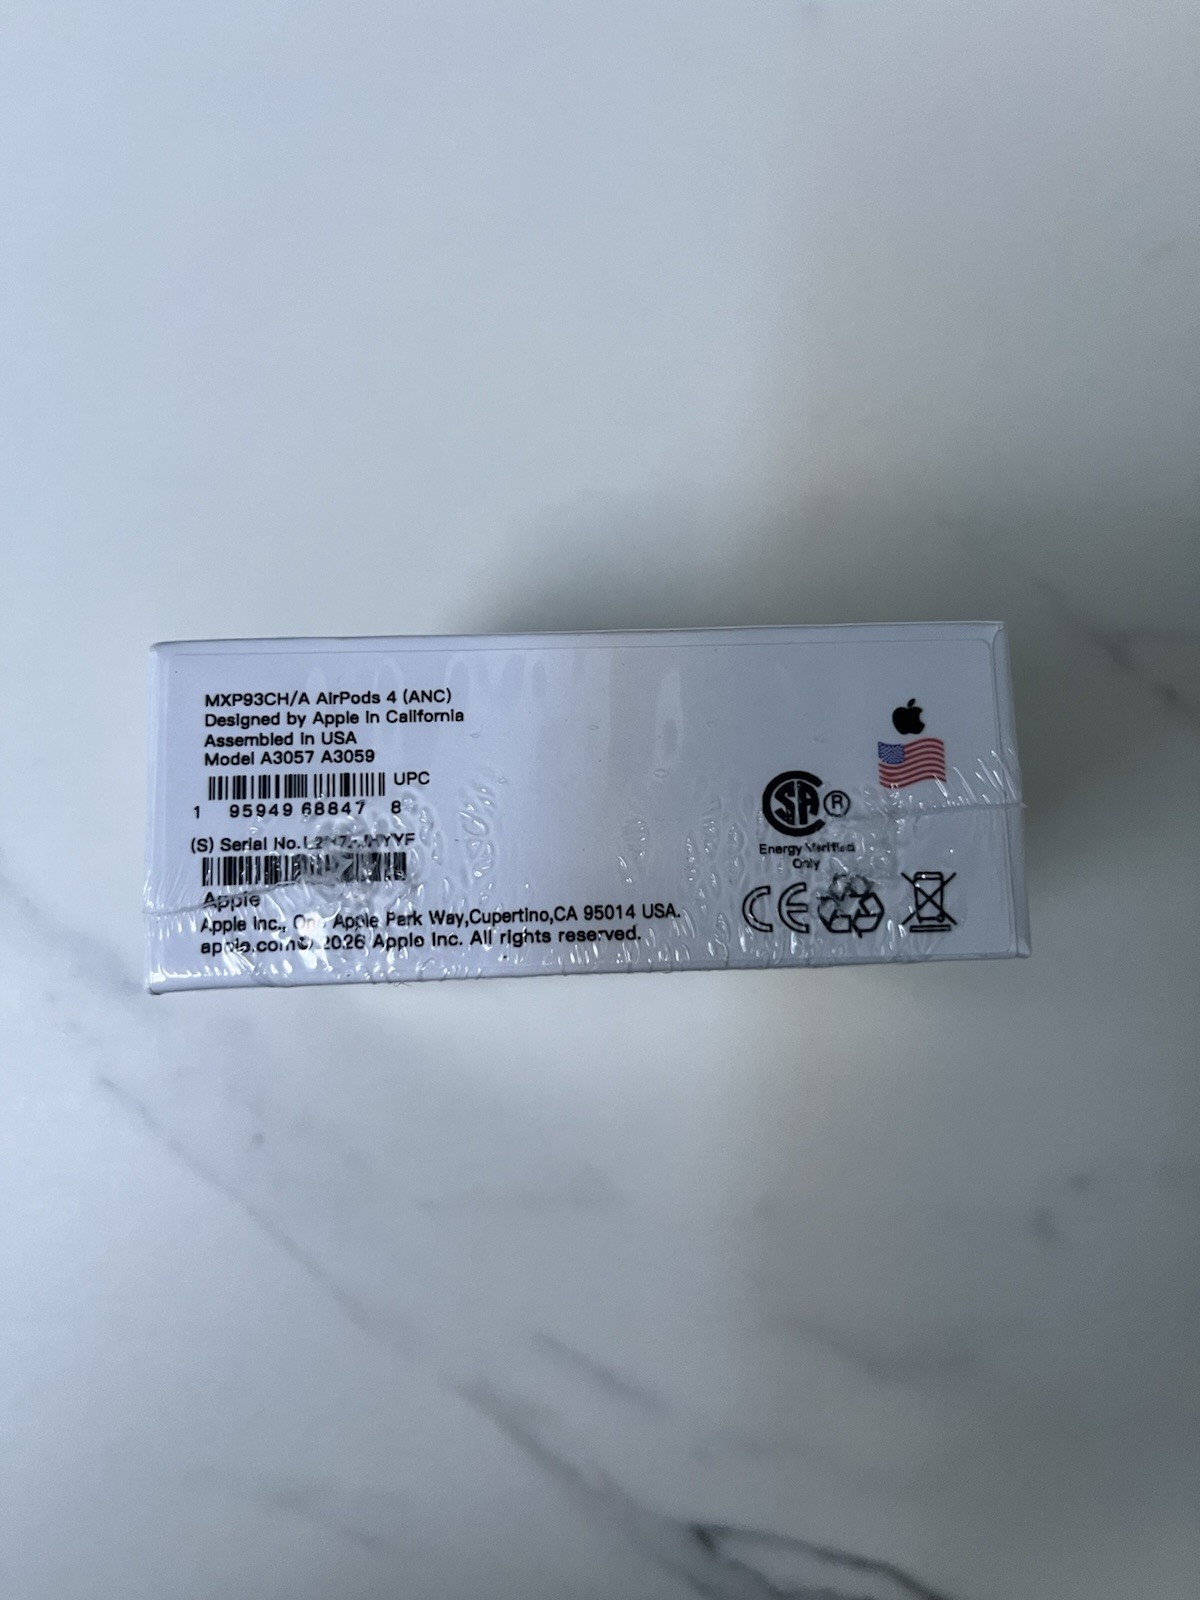 MXP93CH/A AirPods 4 (ANC)
Designed by Apple in California
Assembled in USA
Model A3057 A3059
UPC
1 95949 68847 8
(S) Serial No.
Apple
Apple Inc., One Apple Park Way,Cupertino,CA 95014 USA.
apple.com© 2026 Apple Inc. All rights reserved.
SA ®
Energy Verified
Only
CE